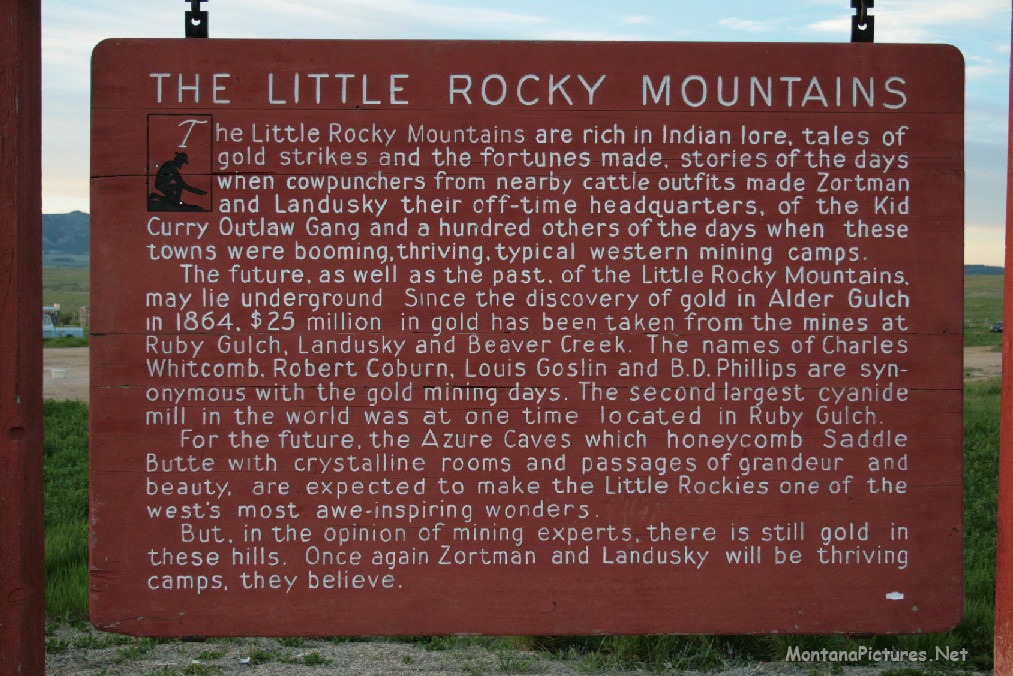 THE LITTLE ROCKY MOUNTAINS
The Little Rocky Mountains are rich in Indian lore, tales of
gold strikes and the fortunes made, stories of the days
when cowpunchers from nearby cattle outfits made Zortman
and Landusky their off-time headquarters, of the Kid
Curry Outlaw Gang and a hundred others of the days when these
towns were booming, thriving, typical western mining camps.
The future, as well as the past, of the Little Rocky Mountains,
may lie underground Since the discovery of gold in Alder Gulch
in 1864, $25 million in gold has been taken from the mines at
Ruby Gulch, Landusky and Beaver Creek. The names of Charles
Whitcomb, Robert Coburn, Louis Goslin and B.D. Phillips are syn-
onymous with the gold mining days. The second largest cyanide
mill in the world was at one time located in Ruby Gulch.
For the future, the Azure Caves which honeycomb Saddle
Butte with crystalline rooms and passages of grandeur and
beauty, are expected to make the Little Rockies one of the
west's most awe-inspiring wonders.
But, in the opinion of mining experts, there is still gold in
these hills. Once again Zortman and Landusky will be thriving
camps, they believe.
MontanaPictures.Net